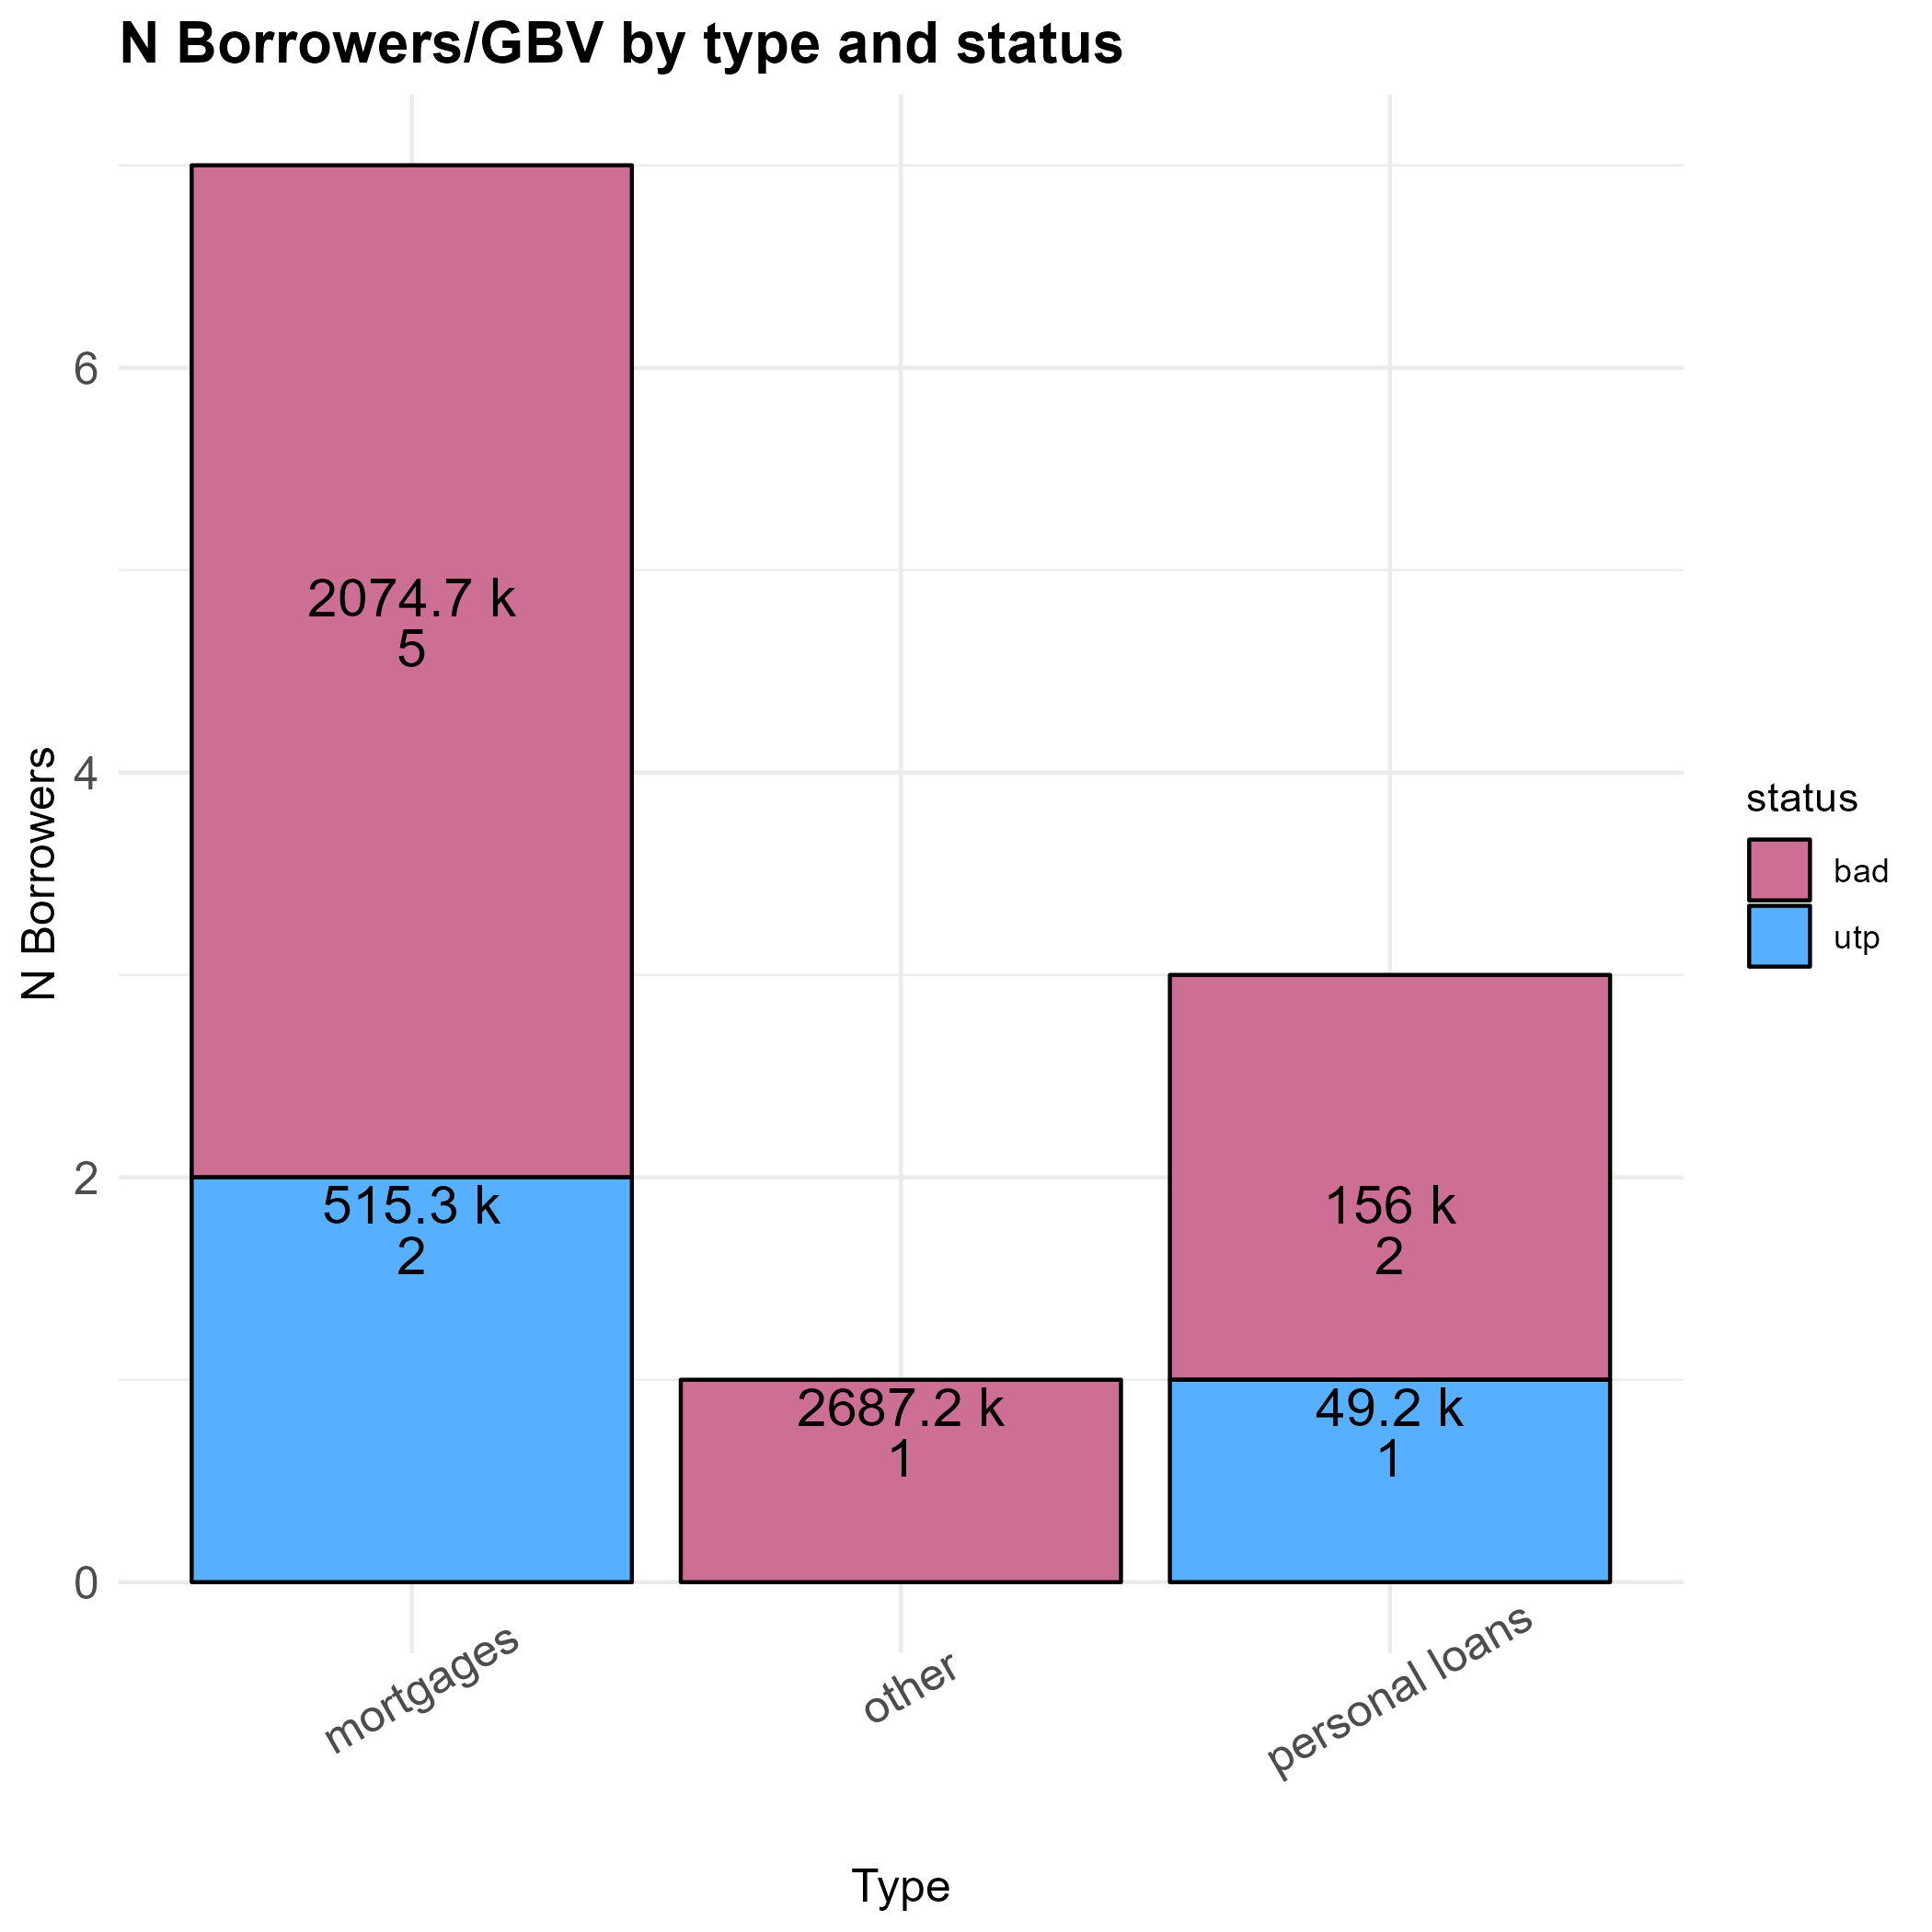 N Borrowers/GBV by type and status
N Borrowers
6
4
2
0
2074.7 k
5
515.3 k
2
2687.2 k
1
156 k
2
49.2 k
1
mortgages
other
personal loans
Type
status
bad
utp